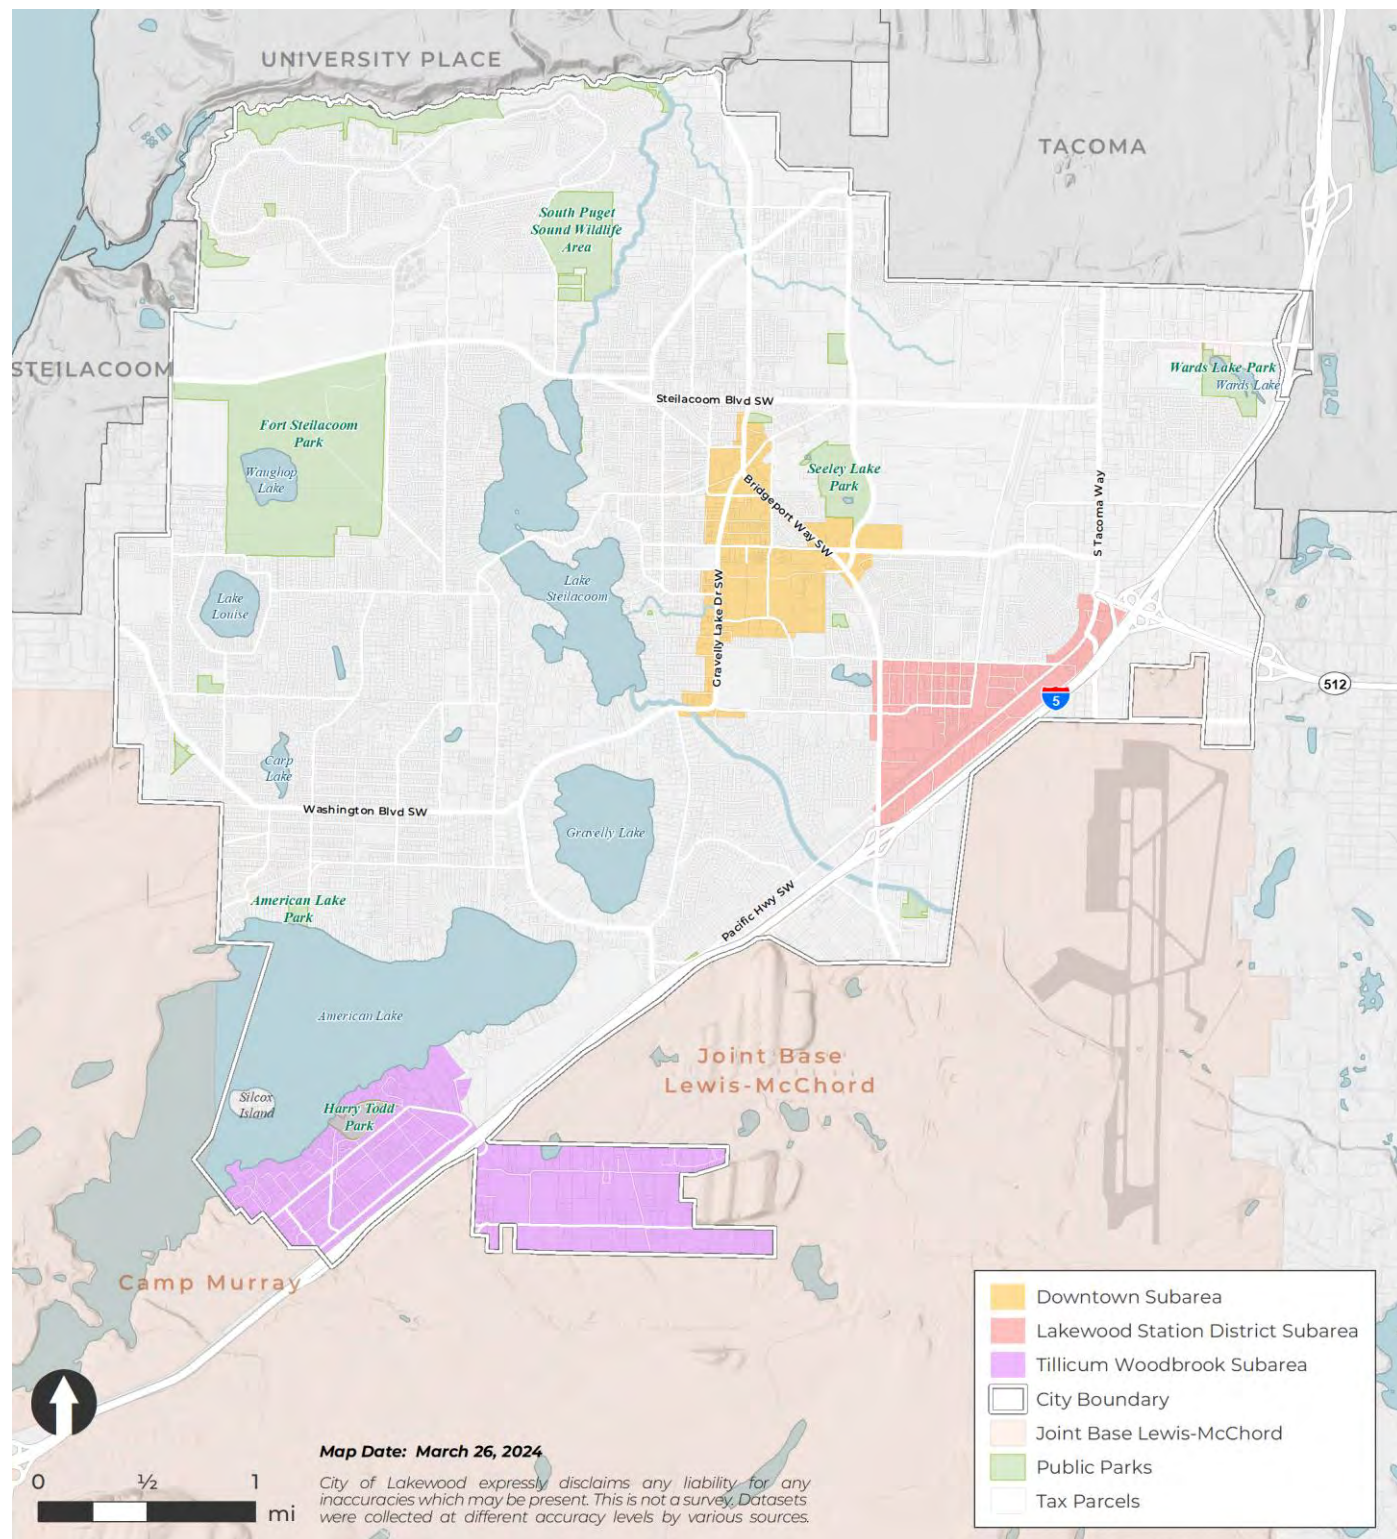 UNIVERSITY PLACE
TACOMA
South Puget
Sound Wildlife
Area
STEILACOOM
Wards Lake Park
Wards Lake
Steilacoom Blvd SW
Fort Steilacoom
Park
Waughop
Lake
Seeley Lake
Park
Bridgeport Way SW
S Tacoma Way
Lake
Louise
Lake
Steilacoom
Gravelly Lake Dr SW
512
5
Carp
Lake
Washington Blvd SW
Gravelly Lake
American Lake
Park
Pacific Hwy SW
American Lake
Joint Base
Lewis-McChord
Silcox
Island
Harry Todd
Park
Camp Murray
Downtown Subarea
Lakewood Station District Subarea
Tillicum Woodbrook Subarea
City Boundary
Joint Base Lewis-McChord
Public Parks
Tax Parcels
0 ½ 1
mi
Map Date: March 26, 2024
City of Lakewood expressly disclaims any liability for any
inaccuracies which may be present. This is not a survey. Datasets
were collected at different accuracy levels by various sources.